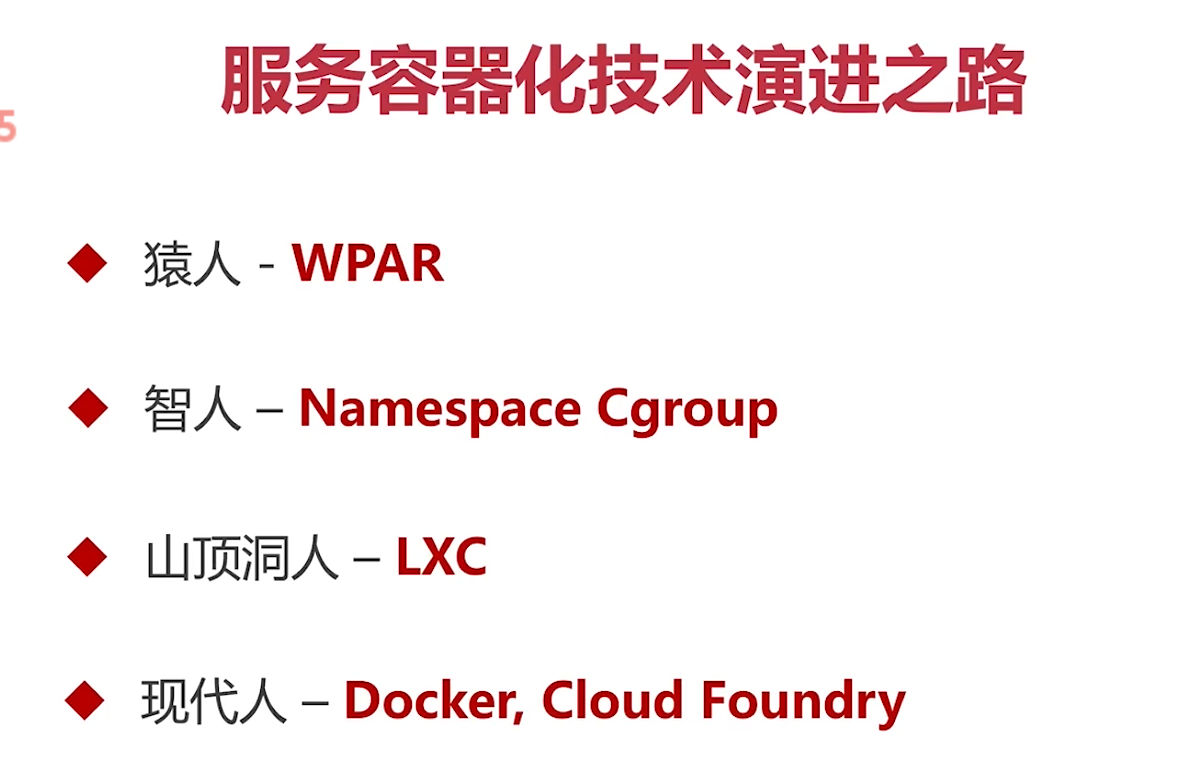 服务容器化技术演进之路
5
猿人 - WPAR
智人 – Namespace Cgroup
山顶洞人 – LXC
现代人 – Docker, Cloud Foundry